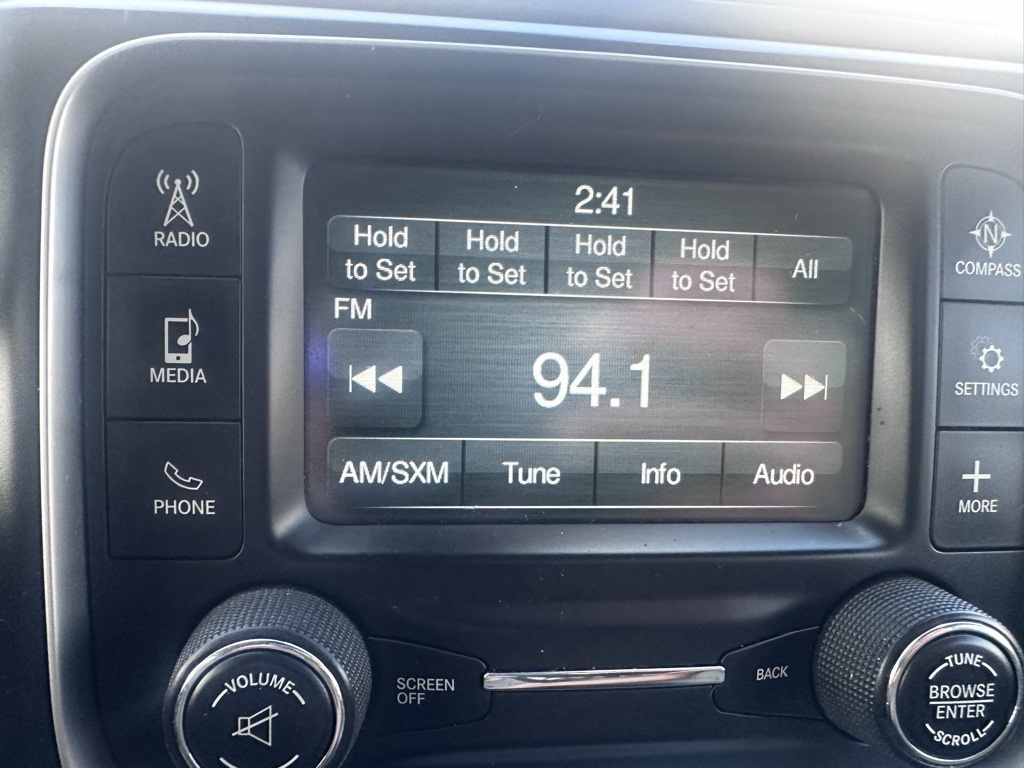 RADIO
MEDIA
PHONE
2:41
Hold to Set
Hold to Set
Hold to Set
Hold to Set
All
FM
94.1
AM/SXM
Tune
Info
Audio
N
COMPASS
SETTINGS
MORE
VOLUME
SCREEN
OFF
BACK
TUNE
BROWSE
ENTER
SCROLL